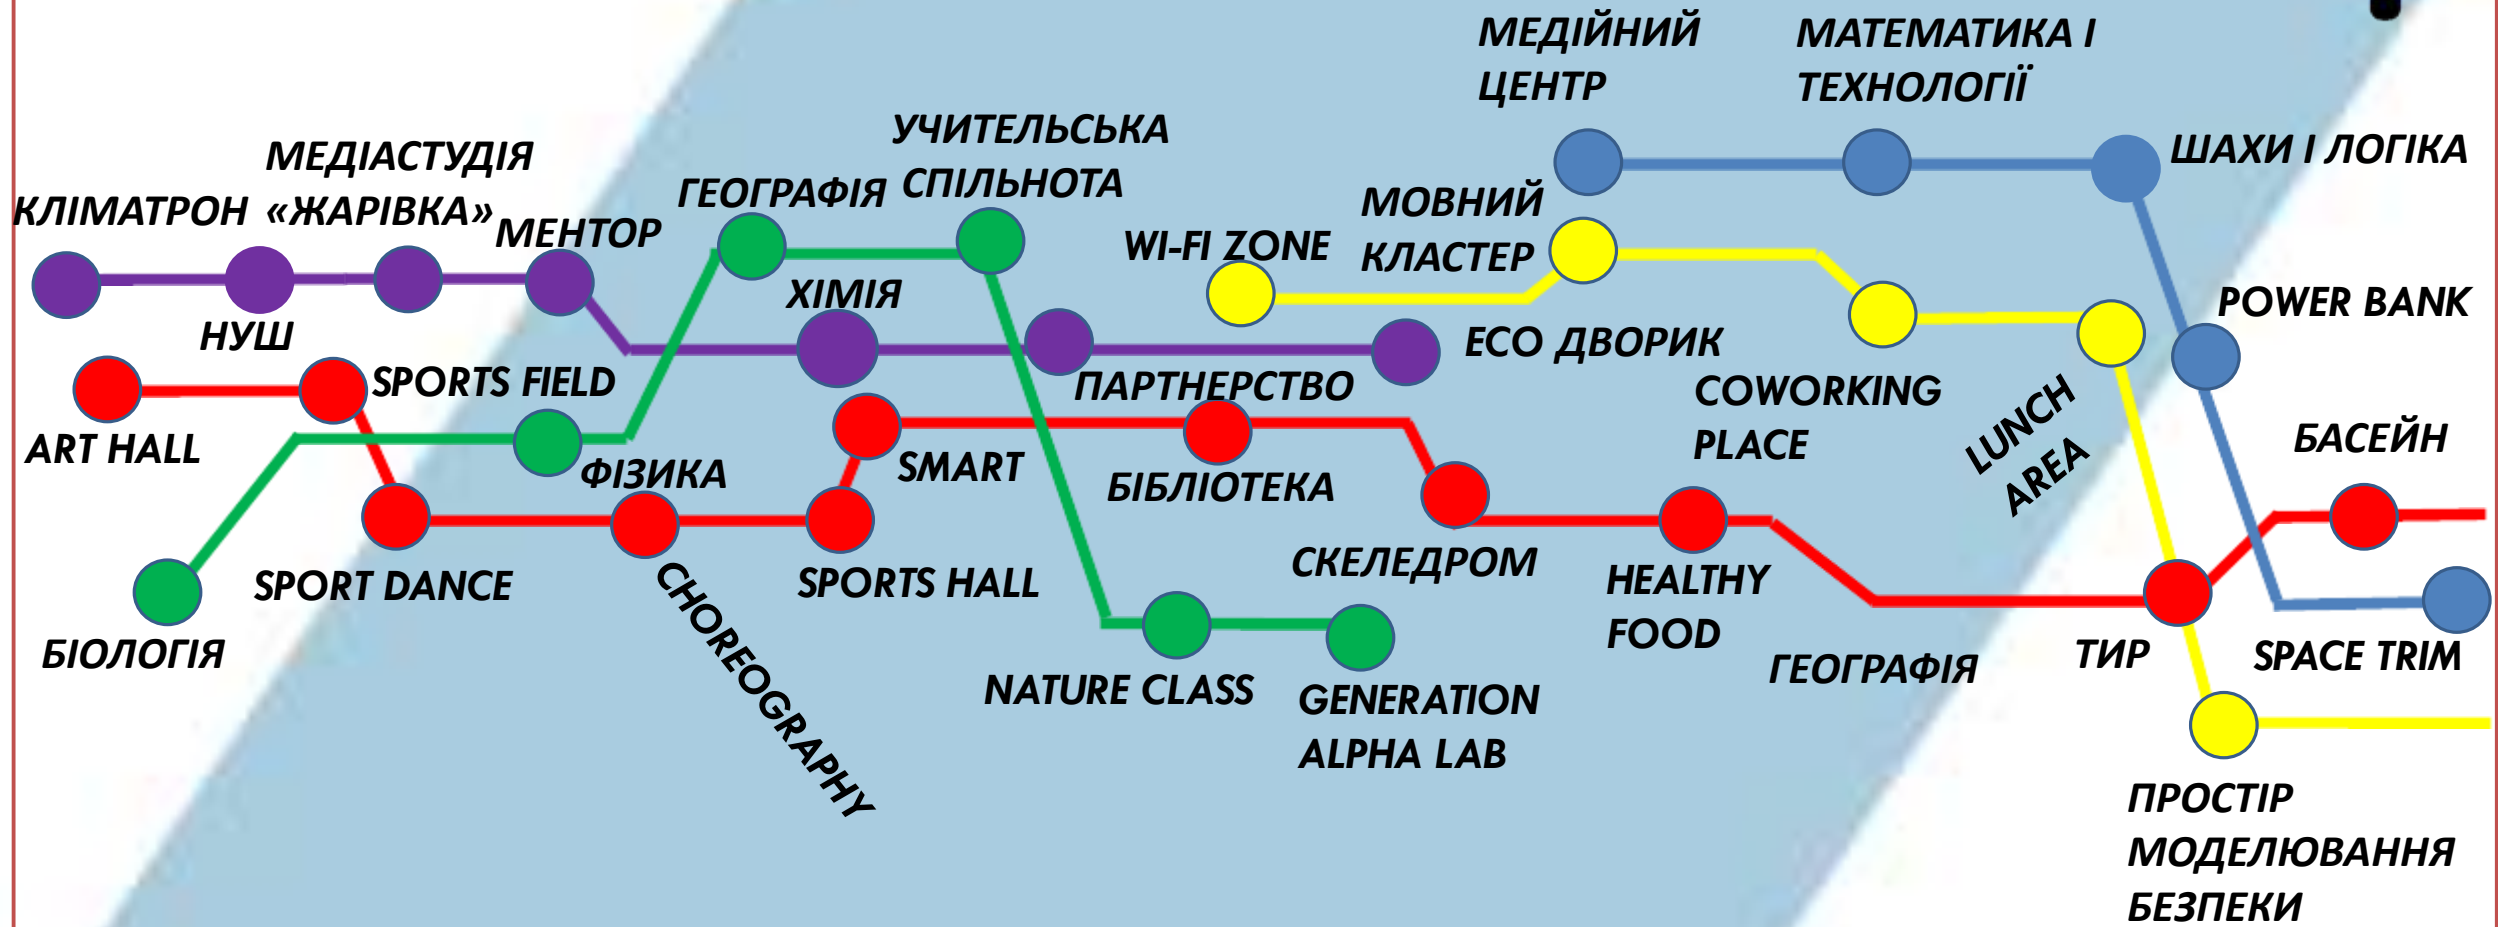 МЕДІЙНИЙ
ЦЕНТР
МАТЕМАТИКА І
ТЕХНОЛОГІЇ
УЧИТЕЛЬСЬКА
СПІЛЬНОТА
ШАХИ І ЛОГІКА
МЕДІАСТУДІЯ
«ЖАРІВКА»
КЛІМАТРОН
МЕНТОР
ГЕОГРАФІЯ
МОВНИЙ
КЛАСТЕР
WI-FI ZONE
ХІМІЯ
POWER BANK
НУШ
ECO ДВОРИК
SPORTS FIELD
ПАРТНЕРСТВО
COWORKING
PLACE
LUNCH
AREA
БАСЕЙН
ART HALL
ФІЗИКА
SMART
БІБЛІОТЕКА
СКЕЛЕДРОМ
SPORT DANCE
CHOREOGRAPHY
SPORTS HALL
HEALTHY
FOOD
БІОЛОГІЯ
ГЕОГРАФІЯ
ТИР
SPACE TRIM
NATURE CLASS
GENERATION
ALPHA LAB
ПРОСТІР
МОДЕЛЮВАННЯ
БЕЗПЕКИ